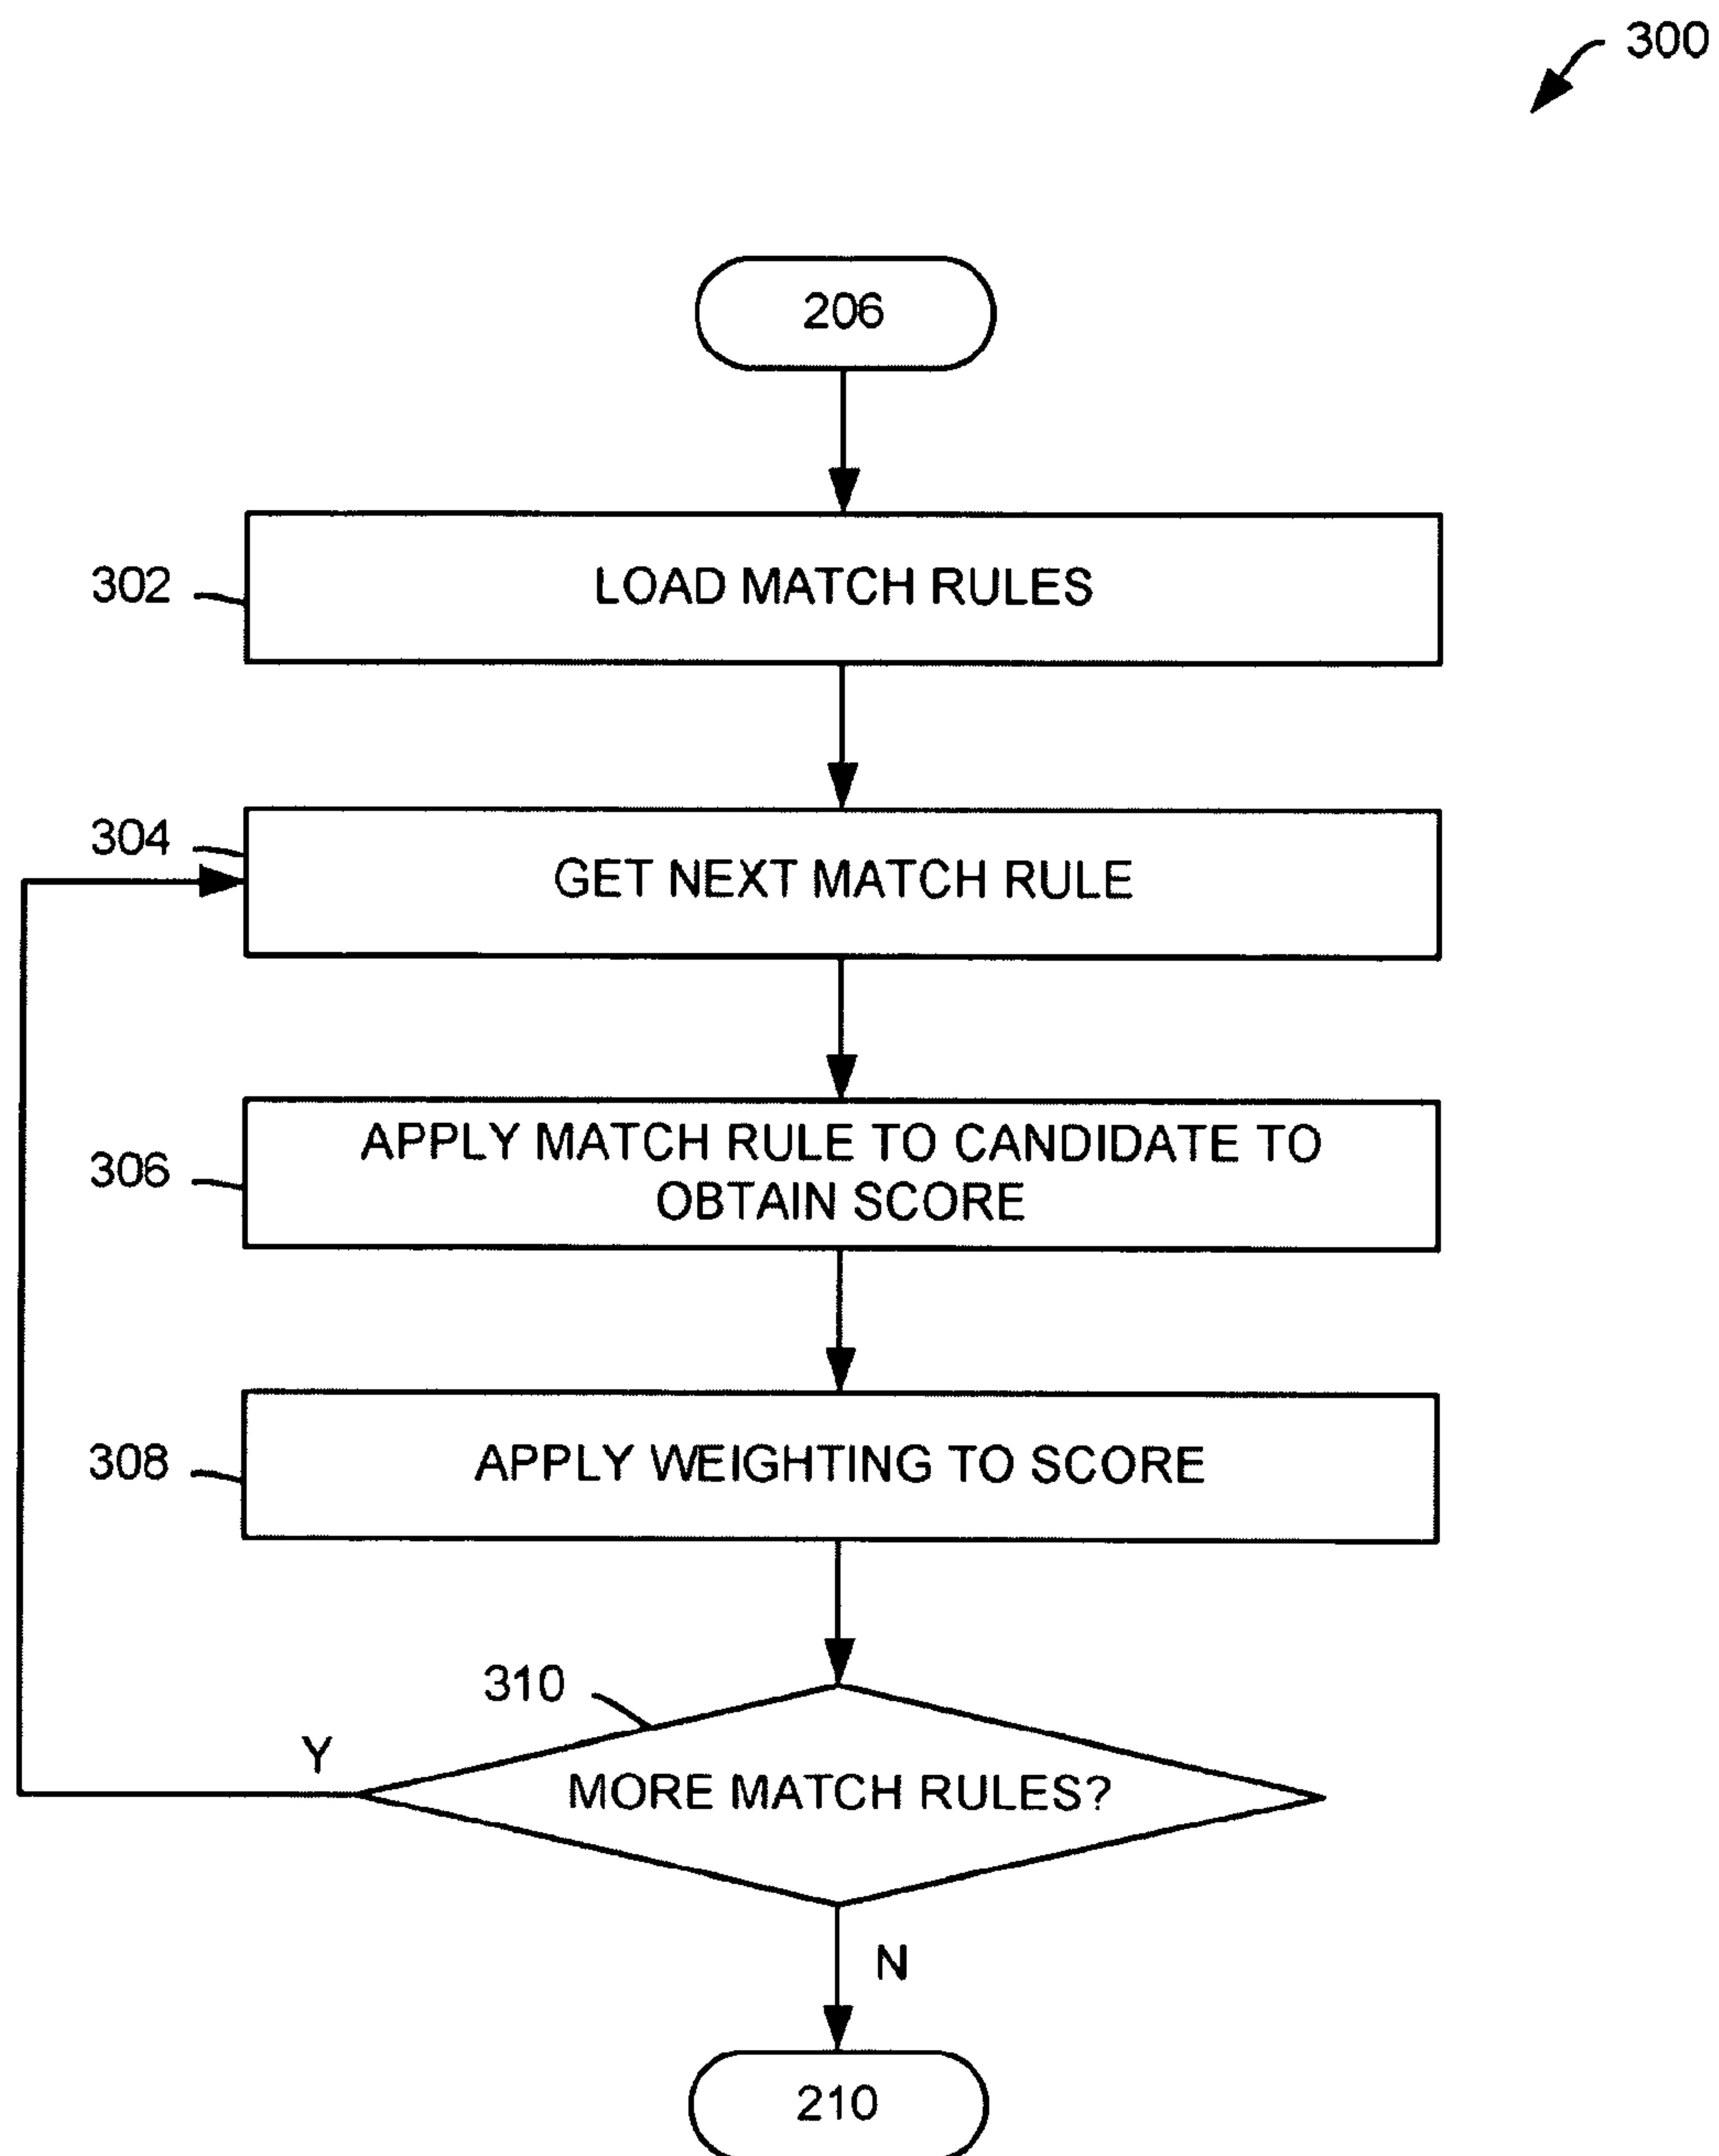 300
206
302
LOAD MATCH RULES
304
GET NEXT MATCH RULE
306
APPLY MATCH RULE TO CANDIDATE TO
OBTAIN SCORE
308
APPLY WEIGHTING TO SCORE
310
Y
MORE MATCH RULES?
N
210